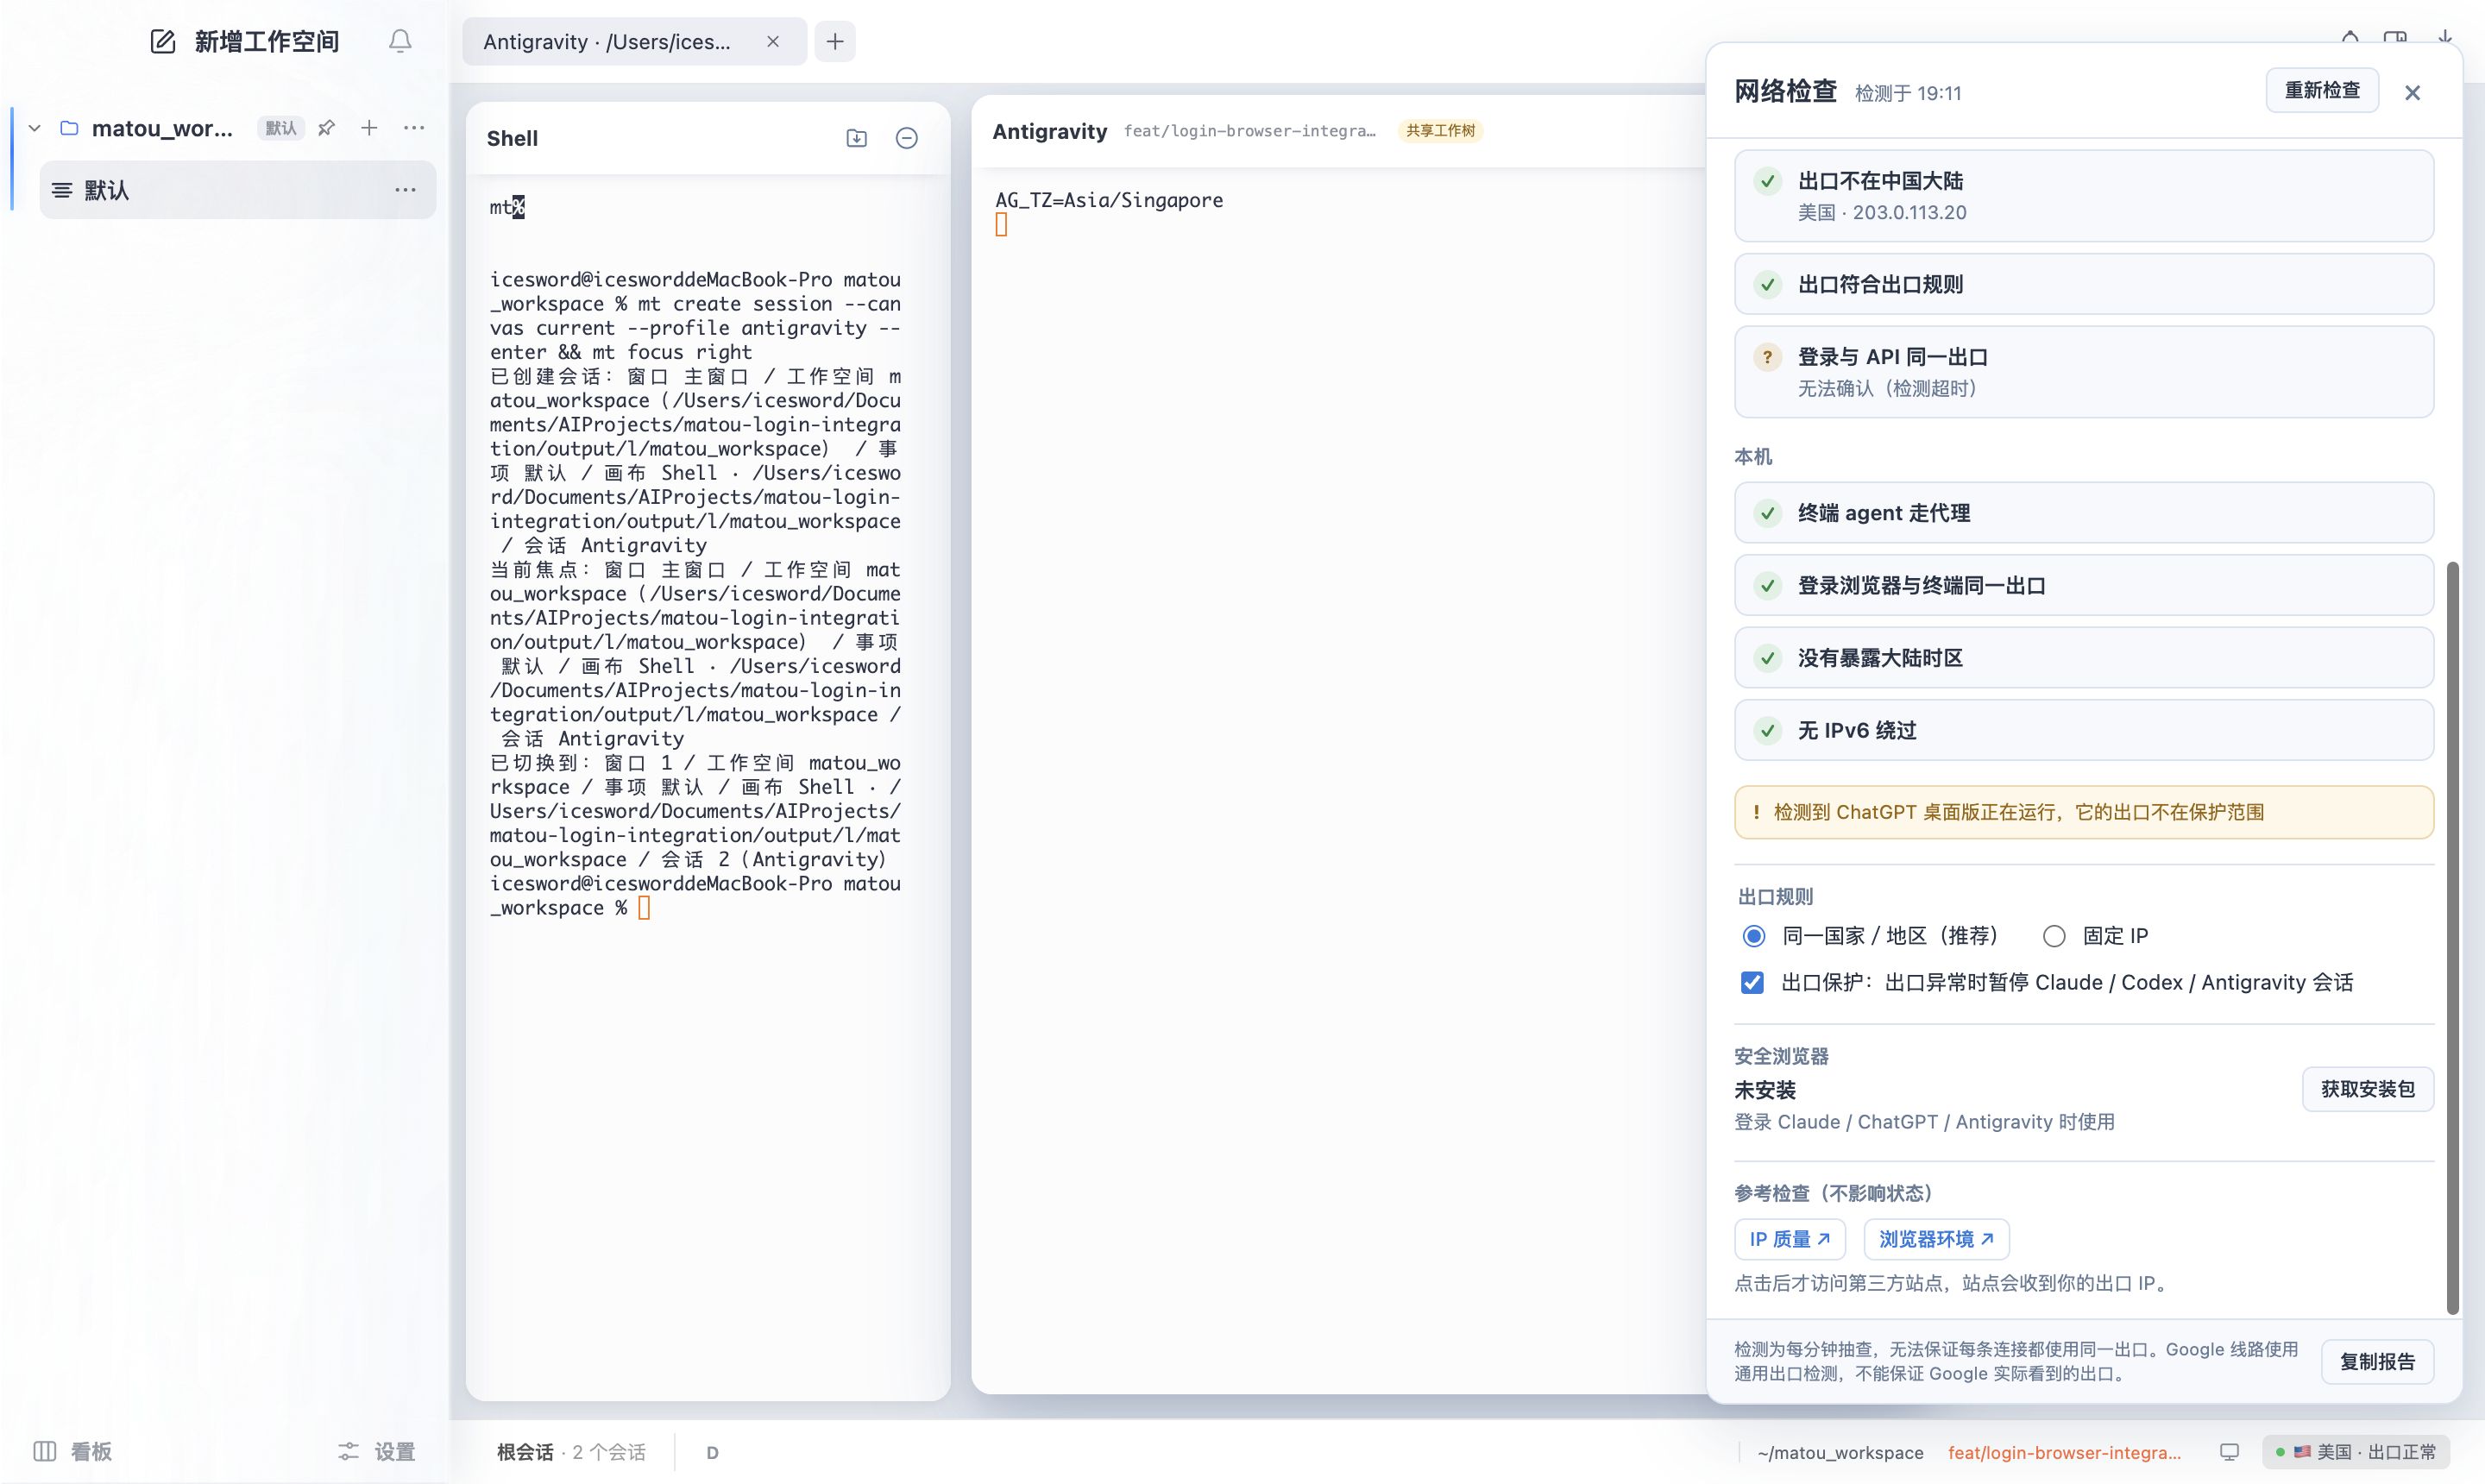 新增工作空间
matou_wor...
默认
默认
看板
设置
Antigravity · /Users/ices...
Shell
mt%
icesword@icesworddeMacBook-Pro matou
_workspace % mt create session --can
vas current --profile antigravity --
enter && mt focus right
已创建会话：窗口 主窗口 / 工作空间 m
atou_workspace（/Users/icesword/Docu
ments/AIProjects/matou-login-integra
tion/output/l/matou_workspace） / 事
项 默认 / 画布 Shell · /Users/iceswo
rd/Documents/AIProjects/matou-login-
integration/output/l/matou_workspace
/ 会话 Antigravity
当前焦点：窗口 主窗口 / 工作空间 mat
ou_workspace（/Users/icesword/Docume
nts/AIProjects/matou-login-integrati
on/output/l/matou_workspace） / 事项
默认 / 画布 Shell · /Users/icesword
/Documents/AIProjects/matou-login-in
tegration/output/l/matou_workspace /
会话 Antigravity
已切换到：窗口 1 / 工作空间 matou_wo
rkspace / 事项 默认 / 画布 Shell · /
Users/icesword/Documents/AIProjects/
matou-login-integration/output/l/mat
ou_workspace / 会话 2（Antigravity）
icesword@icesworddeMacBook-Pro matou
_workspace %
Antigravity feat/login-browser-integra... 共享工作树
AG_TZ=Asia/Singapore
网络检查 检测于 19:11 重新检查
出口不在中国大陆
美国 · 203.0.113.20
出口符合出口规则
? 登录与 API 同一出口
无法确认（检测超时）
本机
终端 agent 走代理
登录浏览器与终端同一出口
没有暴露大陆时区
无 IPv6 绕过
! 检测到 ChatGPT 桌面版正在运行，它的出口不在保护范围
出口规则
同一国家 / 地区（推荐） 固定 IP
出口保护：出口异常时暂停 Claude / Codex / Antigravity 会话
安全浏览器
未安装
登录 Claude / ChatGPT / Antigravity 时使用
获取安装包
参考检查（不影响状态）
IP 质量 ↗ 浏览器环境 ↗
点击后才访问第三方站点，站点会收到你的出口 IP。
检测为每分钟抽查，无法保证每条连接都使用同一出口。Google 线路使用
通用出口检测，不能保证 Google 实际看到的出口。
复制报告
根会话 · 2 个会话 D
~/matou_workspace feat/login-browser-integra... 美国 · 出口正常